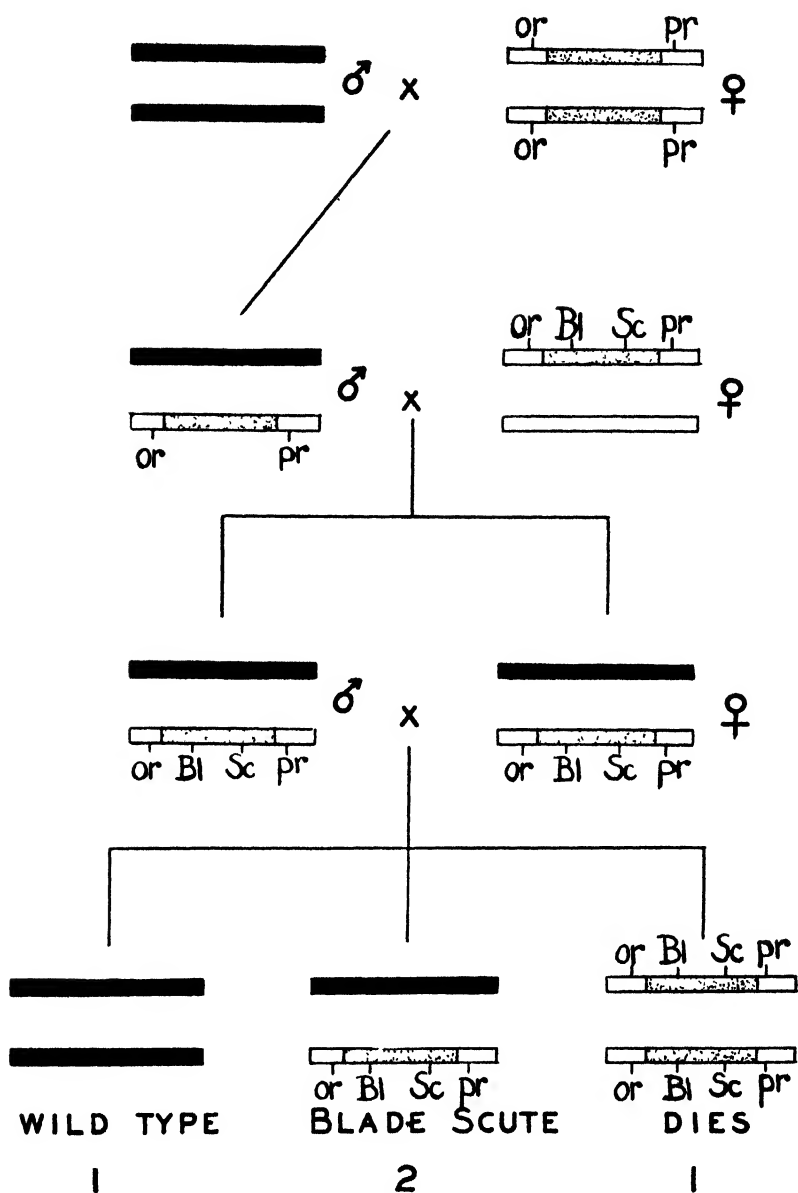 or pr
♂ x ♀
or pr
or Bl Sc pr
♂ x ♀
or pr
♂ x ♀
or Bl Sc pr or Bl Sc pr
or Bl Sc pr
or Bl Sc pr or Bl Sc pr
WILD TYPE BLADE SCUTE DIES
1 2 1